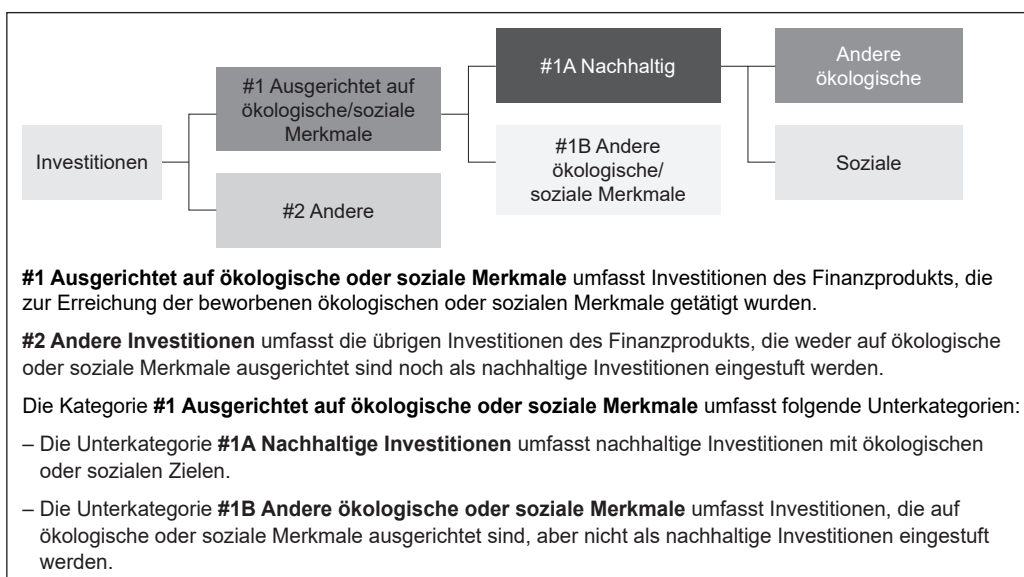 Investitionen
#1 Ausgerichtet auf
ökologische/soziale
Merkmale
#2 Andere
#1A Nachhaltig
#1B Andere
ökologische/
soziale Merkmale
Andere
ökologische
Soziale
#1 Ausgerichtet auf ökologische oder soziale Merkmale umfasst Investitionen des Finanzprodukts, die
zur Erreichung der beworbenen ökologischen oder sozialen Merkmale getätigt wurden.
#2 Andere Investitionen umfasst die übrigen Investitionen des Finanzprodukts, die weder auf ökologische
oder soziale Merkmale ausgerichtet sind noch als nachhaltige Investitionen eingestuft werden.
Die Kategorie #1 Ausgerichtet auf ökologische oder soziale Merkmale umfasst folgende Unterkategorien:
– Die Unterkategorie #1A Nachhaltige Investitionen umfasst nachhaltige Investitionen mit ökologischen
oder sozialen Zielen.
– Die Unterkategorie #1B Andere ökologische oder soziale Merkmale umfasst Investitionen, die auf
ökologische oder soziale Merkmale ausgerichtet sind, aber nicht als nachhaltige Investitionen eingestuft
werden.